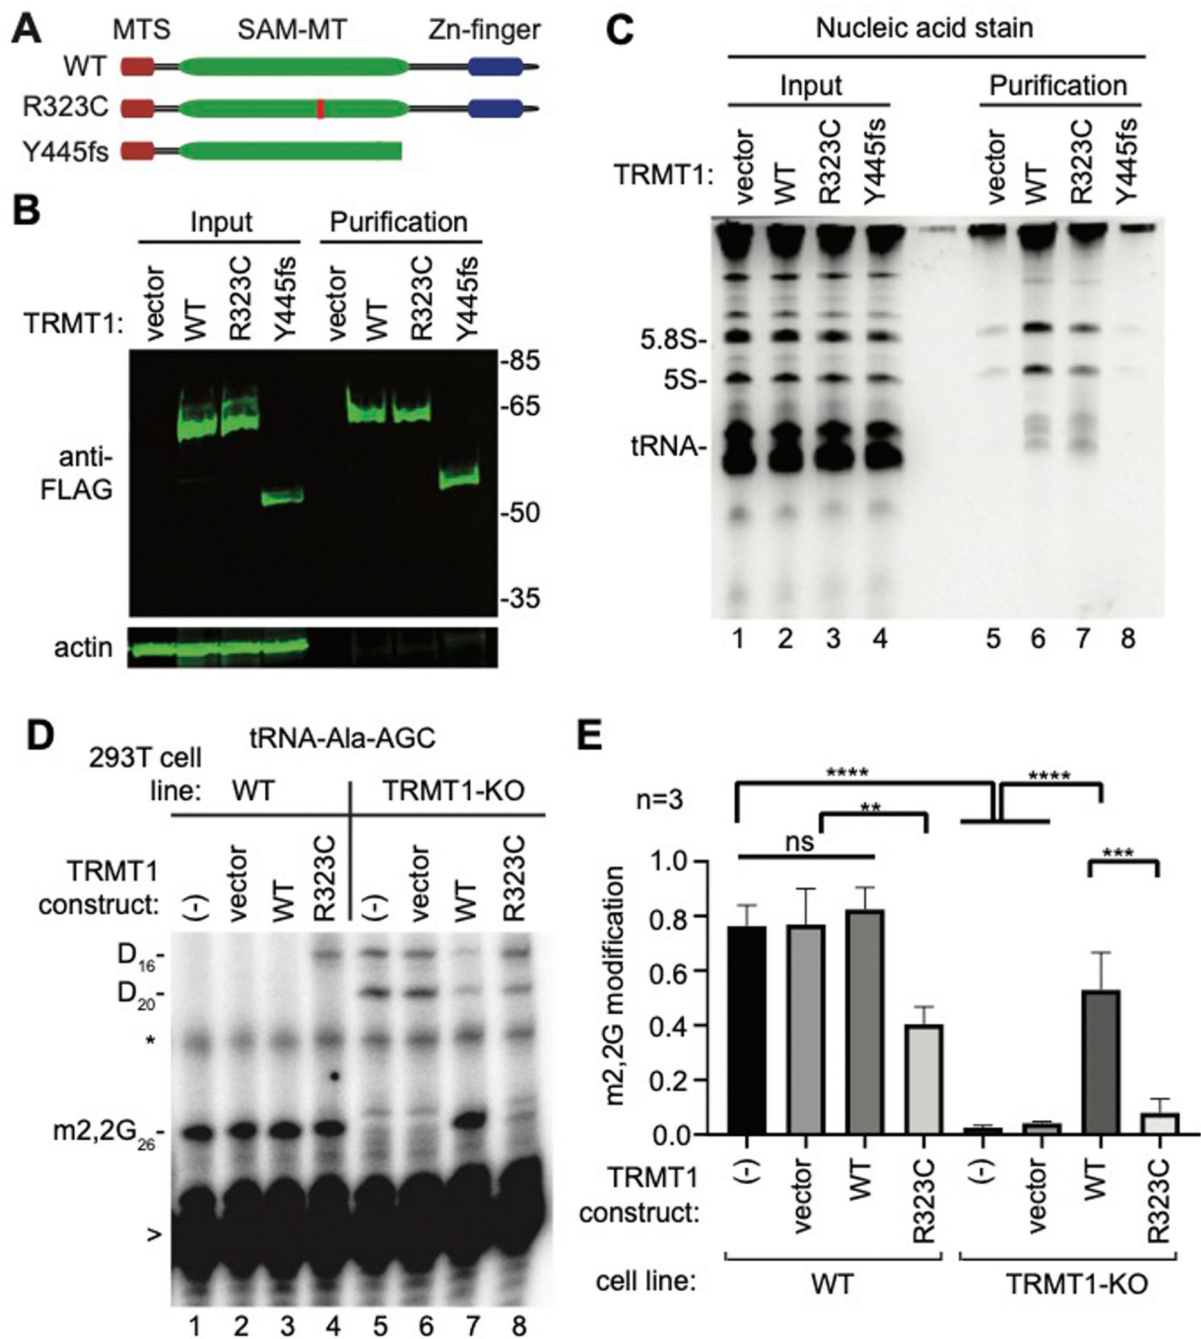 A
MTS SAM-MT Zn-finger
WT
R323C
Y445fs
B
Input Purification
TRMT1: vector WT R323C Y445fs vector WT R323C Y445fs
-85
-65
anti-
FLAG
-50
-35
actin
C
Nucleic acid stain
Input Purification
TRMT1: vector WT R323C Y445fs vector WT R323C Y445fs
5.8S-
5S-
tRNA-
1 2 3 4 5 6 7 8
D
tRNA-Ala-AGC
293T cell
line: WT TRMT1-KO
TRMT1
construct: (-) vector WT R323C (-) vector WT R323C
D16-
D20-
*
m2,2G26-
>
1 2 3 4 5 6 7 8
E
n=3
**** ****
**
ns ***
m2,2G modification
1.0
0.8
0.6
0.4
0.2
0.0
TRMT1
construct: (-) vector WT R323C (-) vector WT R323C
cell line: WT TRMT1-KO